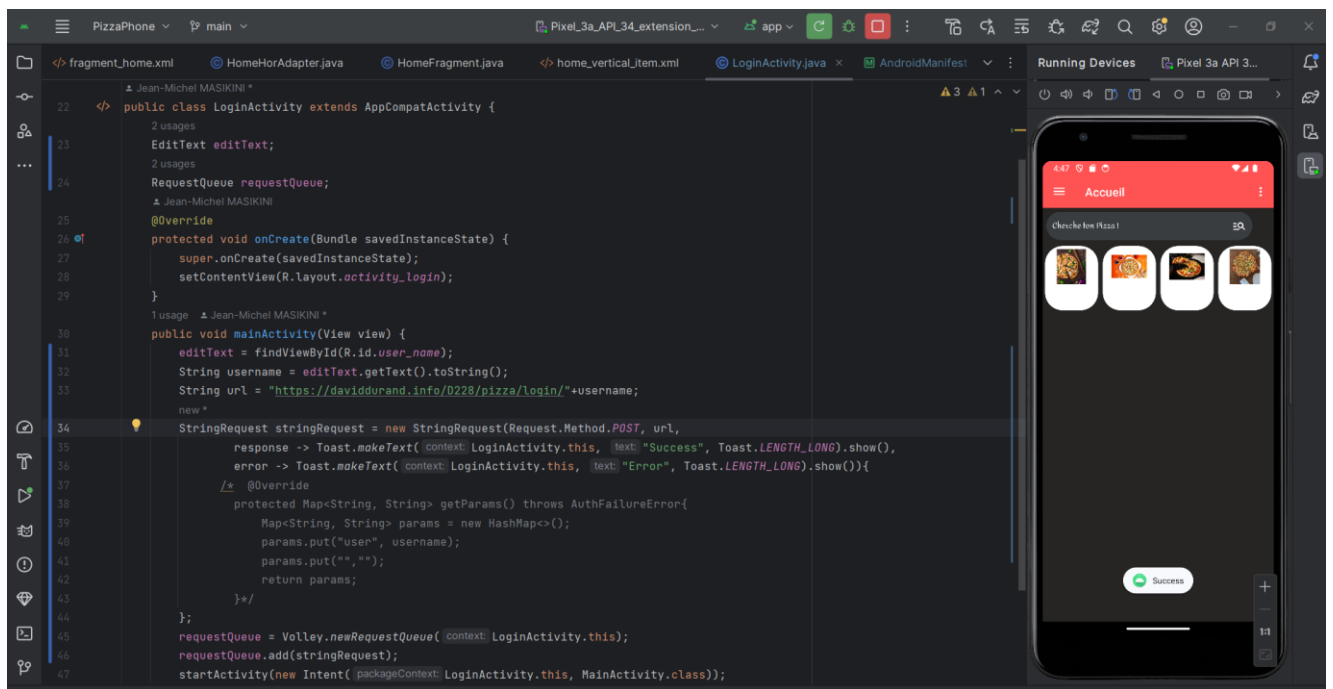 PizzaPhone main Pixel_3a_API_34_extension_... app
fragment_home.xml HomeHorAdapter.java HomeFragment.java home_vertical_item.xml LoginActivity.java AndroidManifest Running Devices Pixel 3a API 3...
Jean-Michel MASIKINI *
22 public class LoginActivity extends AppCompatActivity { 3 1
2 usages
23 EditText editText;
2 usages
24 RequestQueue requestQueue;
Jean-Michel MASIKINI
25 @Override
26 protected void onCreate(Bundle savedInstanceState) {
27 super.onCreate(savedInstanceState);
28 setContentView(R.layout.activity_login);
29 }
1 usage Jean-Michel MASIKINI *
30 public void mainActivity(View view) {
31 editText = findViewById(R.id.user_name);
32 String username = editText.getText().toString();
33 String url = "https://daviddurand.info/D228/pizza/login/"+username;
new *
34 StringRequest stringRequest = new StringRequest(Request.Method.POST, url,
35 response -> Toast.makeText( context: LoginActivity.this, text: "Success", Toast.LENGTH_LONG).show(),
36 error -> Toast.makeText( context: LoginActivity.this, text: "Error", Toast.LENGTH_LONG).show()){
37 /* @Override
38 protected Map<String, String> getParams() throws AuthFailureError{
39 Map<String, String> params = new HashMap<>();
40 params.put("user", username);
41 params.put("","");
42 return params;
43 }*/
44 };
45 requestQueue = Volley.newRequestQueue( context: LoginActivity.this);
46 requestQueue.add(stringRequest);
47 startActivity(new Intent( packageContext: LoginActivity.this, MainActivity.class));
4:47
Accueil
Cherche ton Pizza !
Success
1:1